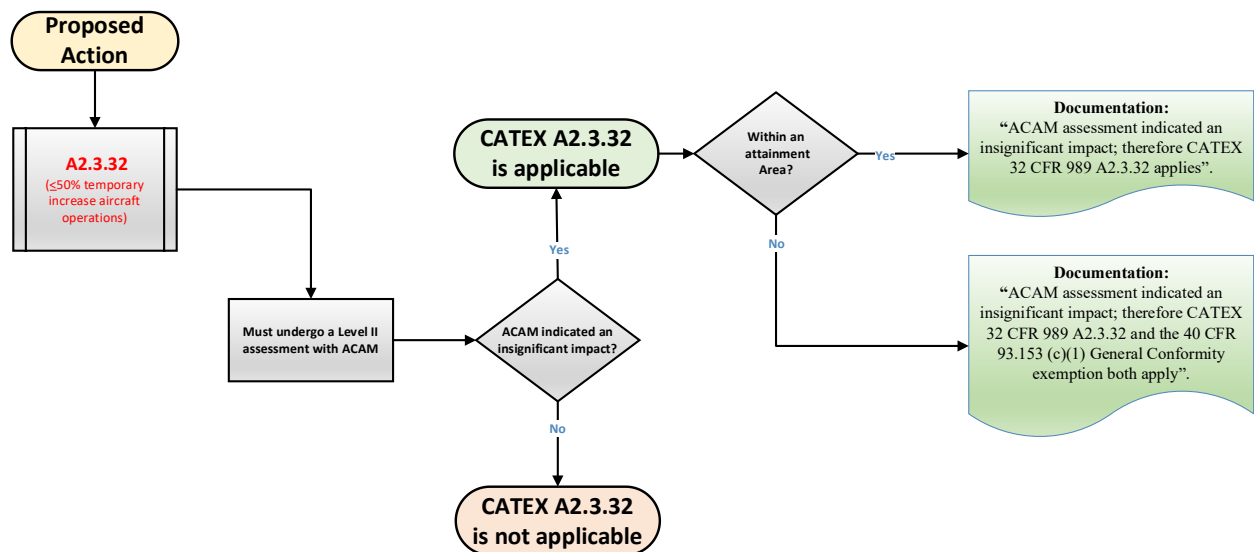 Proposed
Action
A2.3.32
(≤50% temporary
increase aircraft
operations)
Must undergo a Level II
assessment with ACAM
ACAM indicated an
insignificant impact?
Yes
No
CATEX A2.3.32
is applicable
CATEX A2.3.32
is not applicable
Within an
attainment
Area?
Yes
No
Documentation:
“ACAM assessment indicated an
insignificant impact; therefore CATEX
32 CFR 989 A2.3.32 applies”.
Documentation:
“ACAM assessment indicated an
insignificant impact; therefore CATEX
32 CFR 989 A2.3.32 and the 40 CFR
93.153 (c)(1) General Conformity
exemption both apply”.